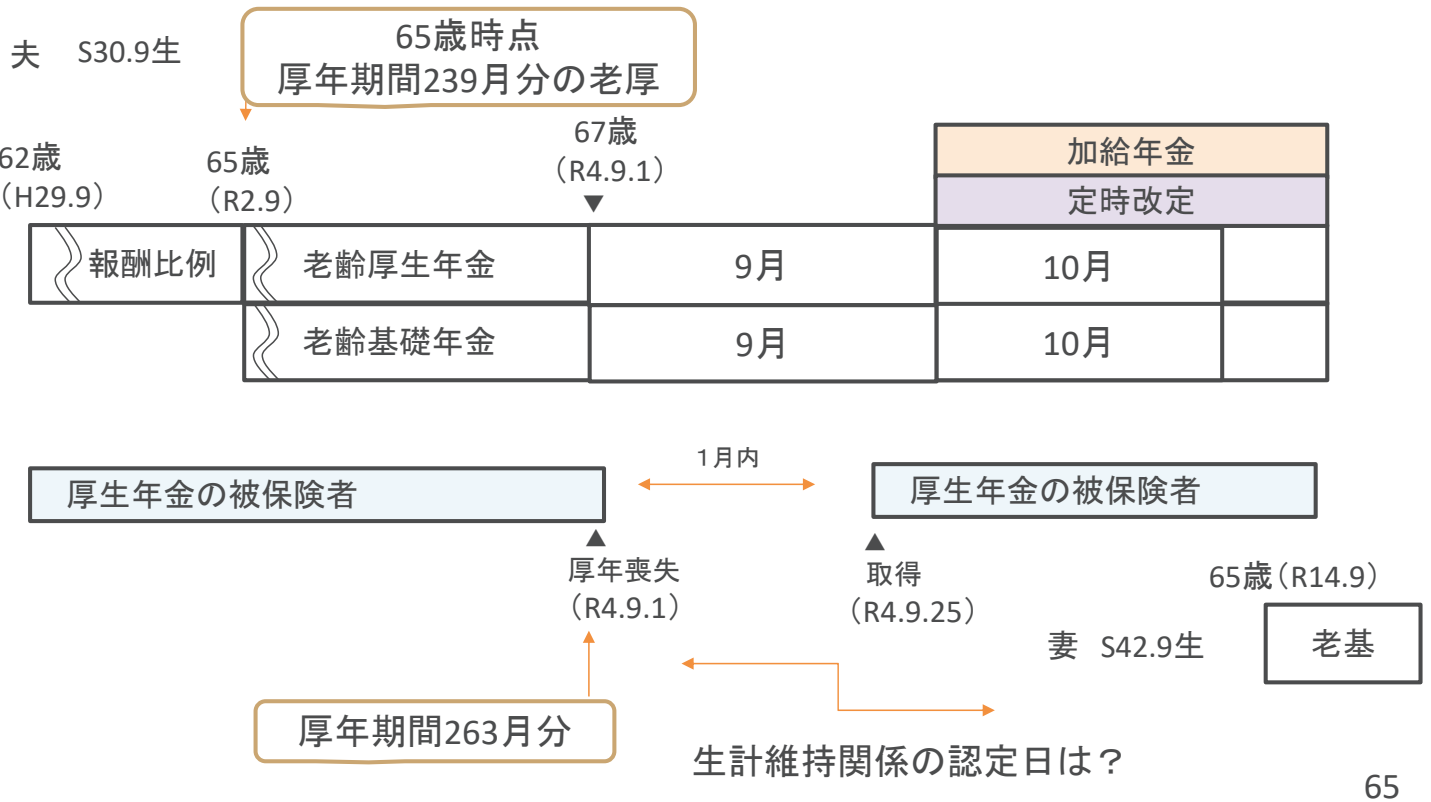 夫 S30.9生
65歳時点
厚年期間239月分の老厚
62歳
(H29.9)
65歳
(R2.9)
67歳
(R4.9.1)
▼
加給年金
定時改定
報酬比例
老齢厚生年金
9月
10月
老齢基礎年金
9月
10月
厚生年金の被保険者
1月内
厚生年金の被保険者
▲
厚年喪失
(R4.9.1)
▲
取得
(R4.9.25)
65歳(R14.9)
妻 S42.9生
老基
厚年期間263月分
生計維持関係の認定日は？
65